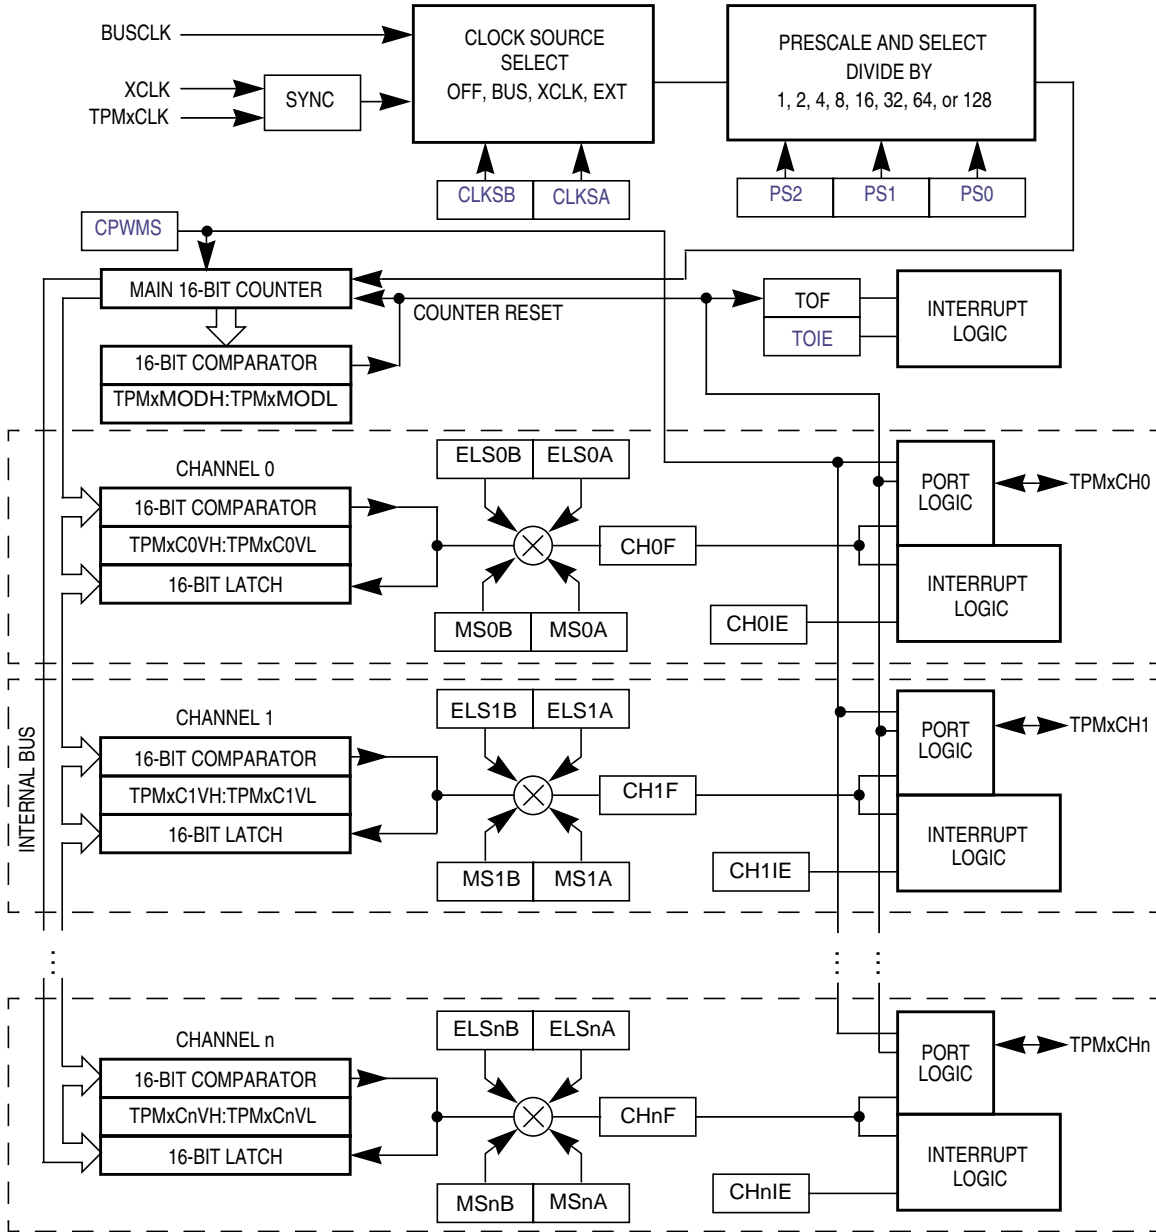 BUSCLK
XCLK
TPMxCLK
SYNC
CLOCK SOURCE
SELECT
OFF, BUS, XCLK, EXT
PRESCALE AND SELECT
DIVIDE BY
1, 2, 4, 8, 16, 32, 64, or 128
CLKSB
CLKSA
PS2
PS1
PS0
CPWMS
MAIN 16-BIT COUNTER
COUNTER RESET
TOF
TOIE
INTERRUPT
LOGIC
16-BIT COMPARATOR
TPMxMODH:TPMxMODL
INTERNAL BUS
CHANNEL 0
16-BIT COMPARATOR
TPMxC0VH:TPMxC0VL
16-BIT LATCH
ELS0B
ELS0A
MS0B
MS0A
CH0F
CH0IE
PORT
LOGIC
TPMxCH0
INTERRUPT
LOGIC
CHANNEL 1
16-BIT COMPARATOR
TPMxC1VH:TPMxC1VL
16-BIT LATCH
ELS1B
ELS1A
MS1B
MS1A
CH1F
CH1IE
PORT
LOGIC
TPMxCH1
INTERRUPT
LOGIC
...
...
...
CHANNEL n
16-BIT COMPARATOR
TPMxCnVH:TPMxCnVL
16-BIT LATCH
ELSnB
ELSnA
MSnB
MSnA
CHnF
CHnIE
PORT
LOGIC
TPMxCHn
INTERRUPT
LOGIC